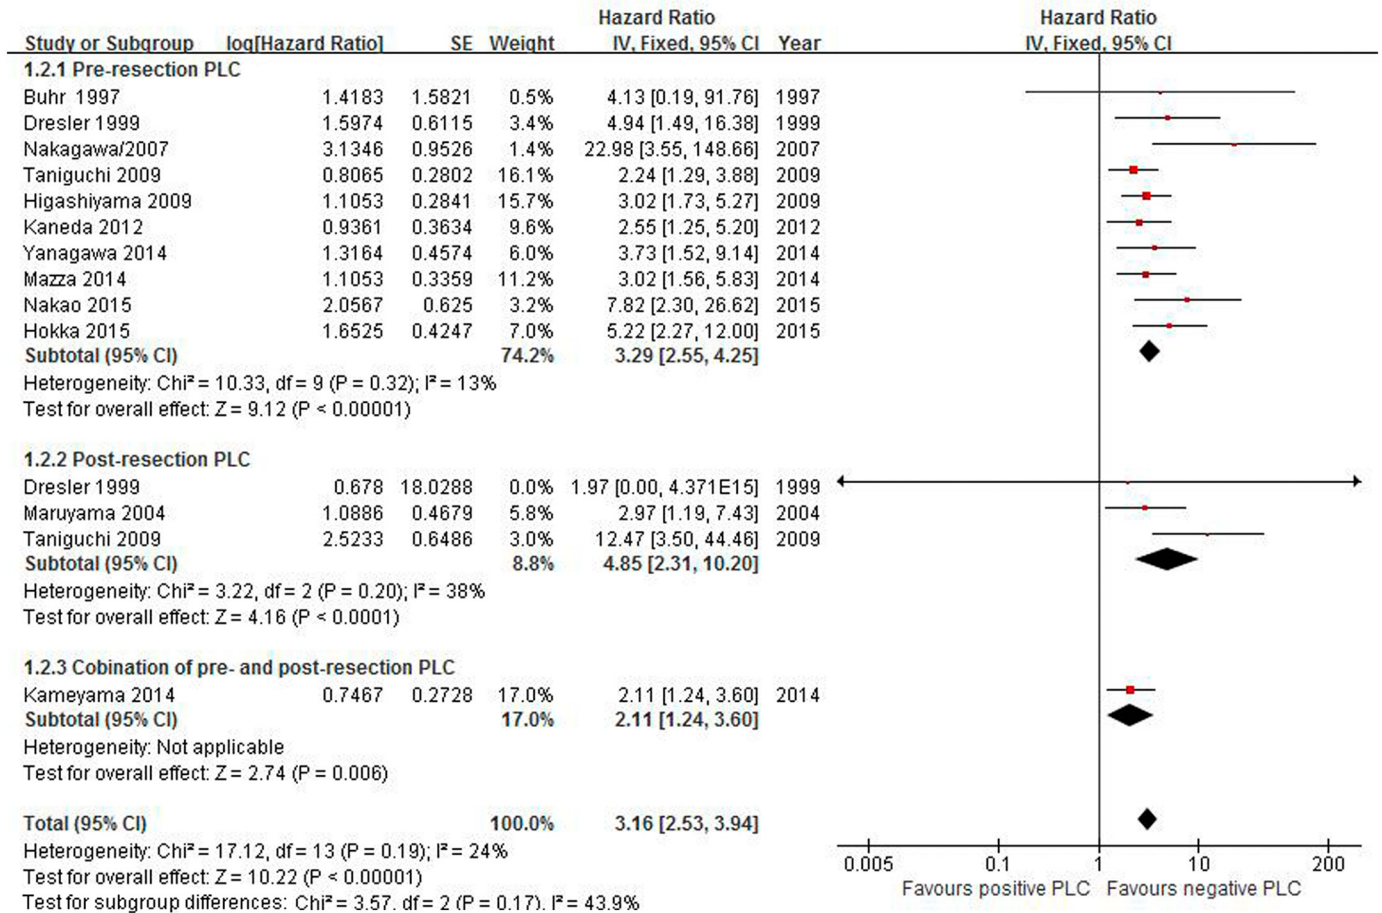 Hazard Ratio Hazard Ratio
Study or Subgroup log[Hazard Ratio] SE Weight IV, Fixed, 95% CI Year IV, Fixed, 95% CI
1.2.1 Pre-resection PLC
Buhr 1997 1.4183 1.5821 0.5% 4.13 [0.19, 91.76] 1997
Dresler 1999 1.5974 0.6115 3.4% 4.94 [1.49, 16.38] 1999
Nakagawa/2007 3.1346 0.9526 1.4% 22.98 [3.55, 148.66] 2007
Taniguchi 2009 0.8065 0.2802 16.1% 2.24 [1.29, 3.88] 2009
Higashiyama 2009 1.1053 0.2841 15.7% 3.02 [1.73, 5.27] 2009
Kaneda 2012 0.9361 0.3634 9.6% 2.55 [1.25, 5.20] 2012
Yanagawa 2014 1.3164 0.4574 6.0% 3.73 [1.52, 9.14] 2014
Mazza 2014 1.1053 0.3359 11.2% 3.02 [1.56, 5.83] 2014
Nakao 2015 2.0567 0.625 3.2% 7.82 [2.30, 26.62] 2015
Hokka 2015 1.6525 0.4247 7.0% 5.22 [2.27, 12.00] 2015
Subtotal (95% CI) 74.2% 3.29 [2.55, 4.25]
Heterogeneity: Chi² = 10.33, df = 9 (P = 0.32); I² = 13%
Test for overall effect: Z = 9.12 (P < 0.00001)
1.2.2 Post-resection PLC
Dresler 1999 0.678 18.0288 0.0% 1.97 [0.00, 4.371E15] 1999
Maruyama 2004 1.0886 0.4679 5.8% 2.97 [1.19, 7.43] 2004
Taniguchi 2009 2.5233 0.6486 3.0% 12.47 [3.50, 44.46] 2009
Subtotal (95% CI) 8.8% 4.85 [2.31, 10.20]
Heterogeneity: Chi² = 3.22, df = 2 (P = 0.20); I² = 38%
Test for overall effect: Z = 4.16 (P < 0.0001)
1.2.3 Cobination of pre- and post-resection PLC
Kameyama 2014 0.7467 0.2728 17.0% 2.11 [1.24, 3.60] 2014
Subtotal (95% CI) 17.0% 2.11 [1.24, 3.60]
Heterogeneity: Not applicable
Test for overall effect: Z = 2.74 (P = 0.006)
Total (95% CI) 100.0% 3.16 [2.53, 3.94]
Heterogeneity: Chi² = 17.12, df = 13 (P = 0.19); I² = 24%
Test for overall effect: Z = 10.22 (P < 0.00001)
Test for subgroup differences: Chi² = 3.57, df = 2 (P = 0.17), I² = 43.9%
0.005 0.1 1 10 200
Favours positive PLC Favours negative PLC